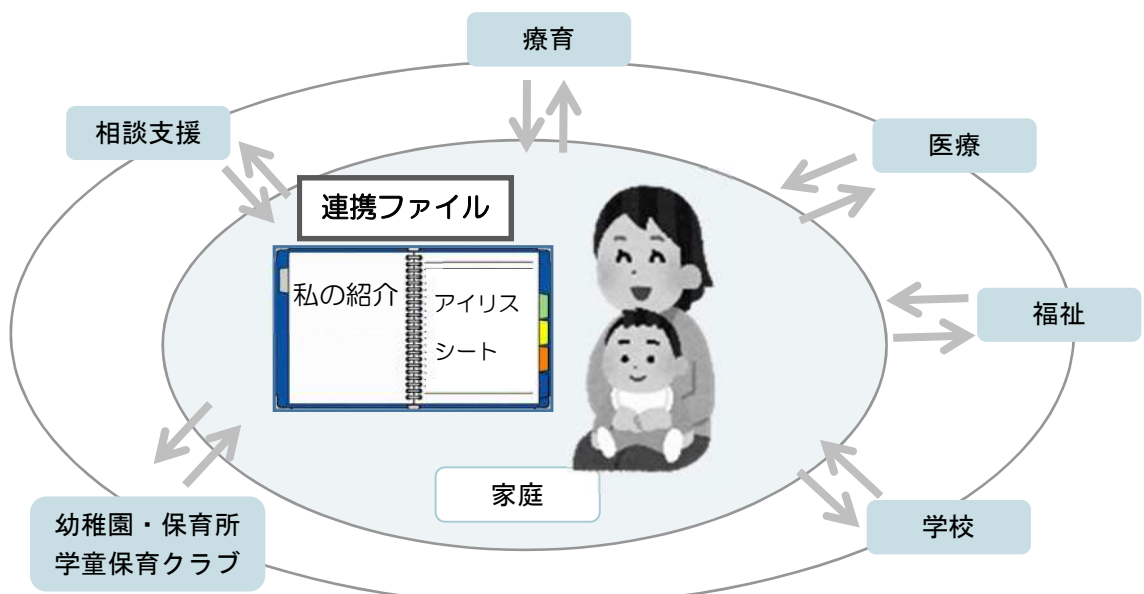 療育
相談支援
医療
連携ファイル
私の紹介
アイリス
シート
福祉
家庭
幼稚園・保育所
学童保育クラブ
学校